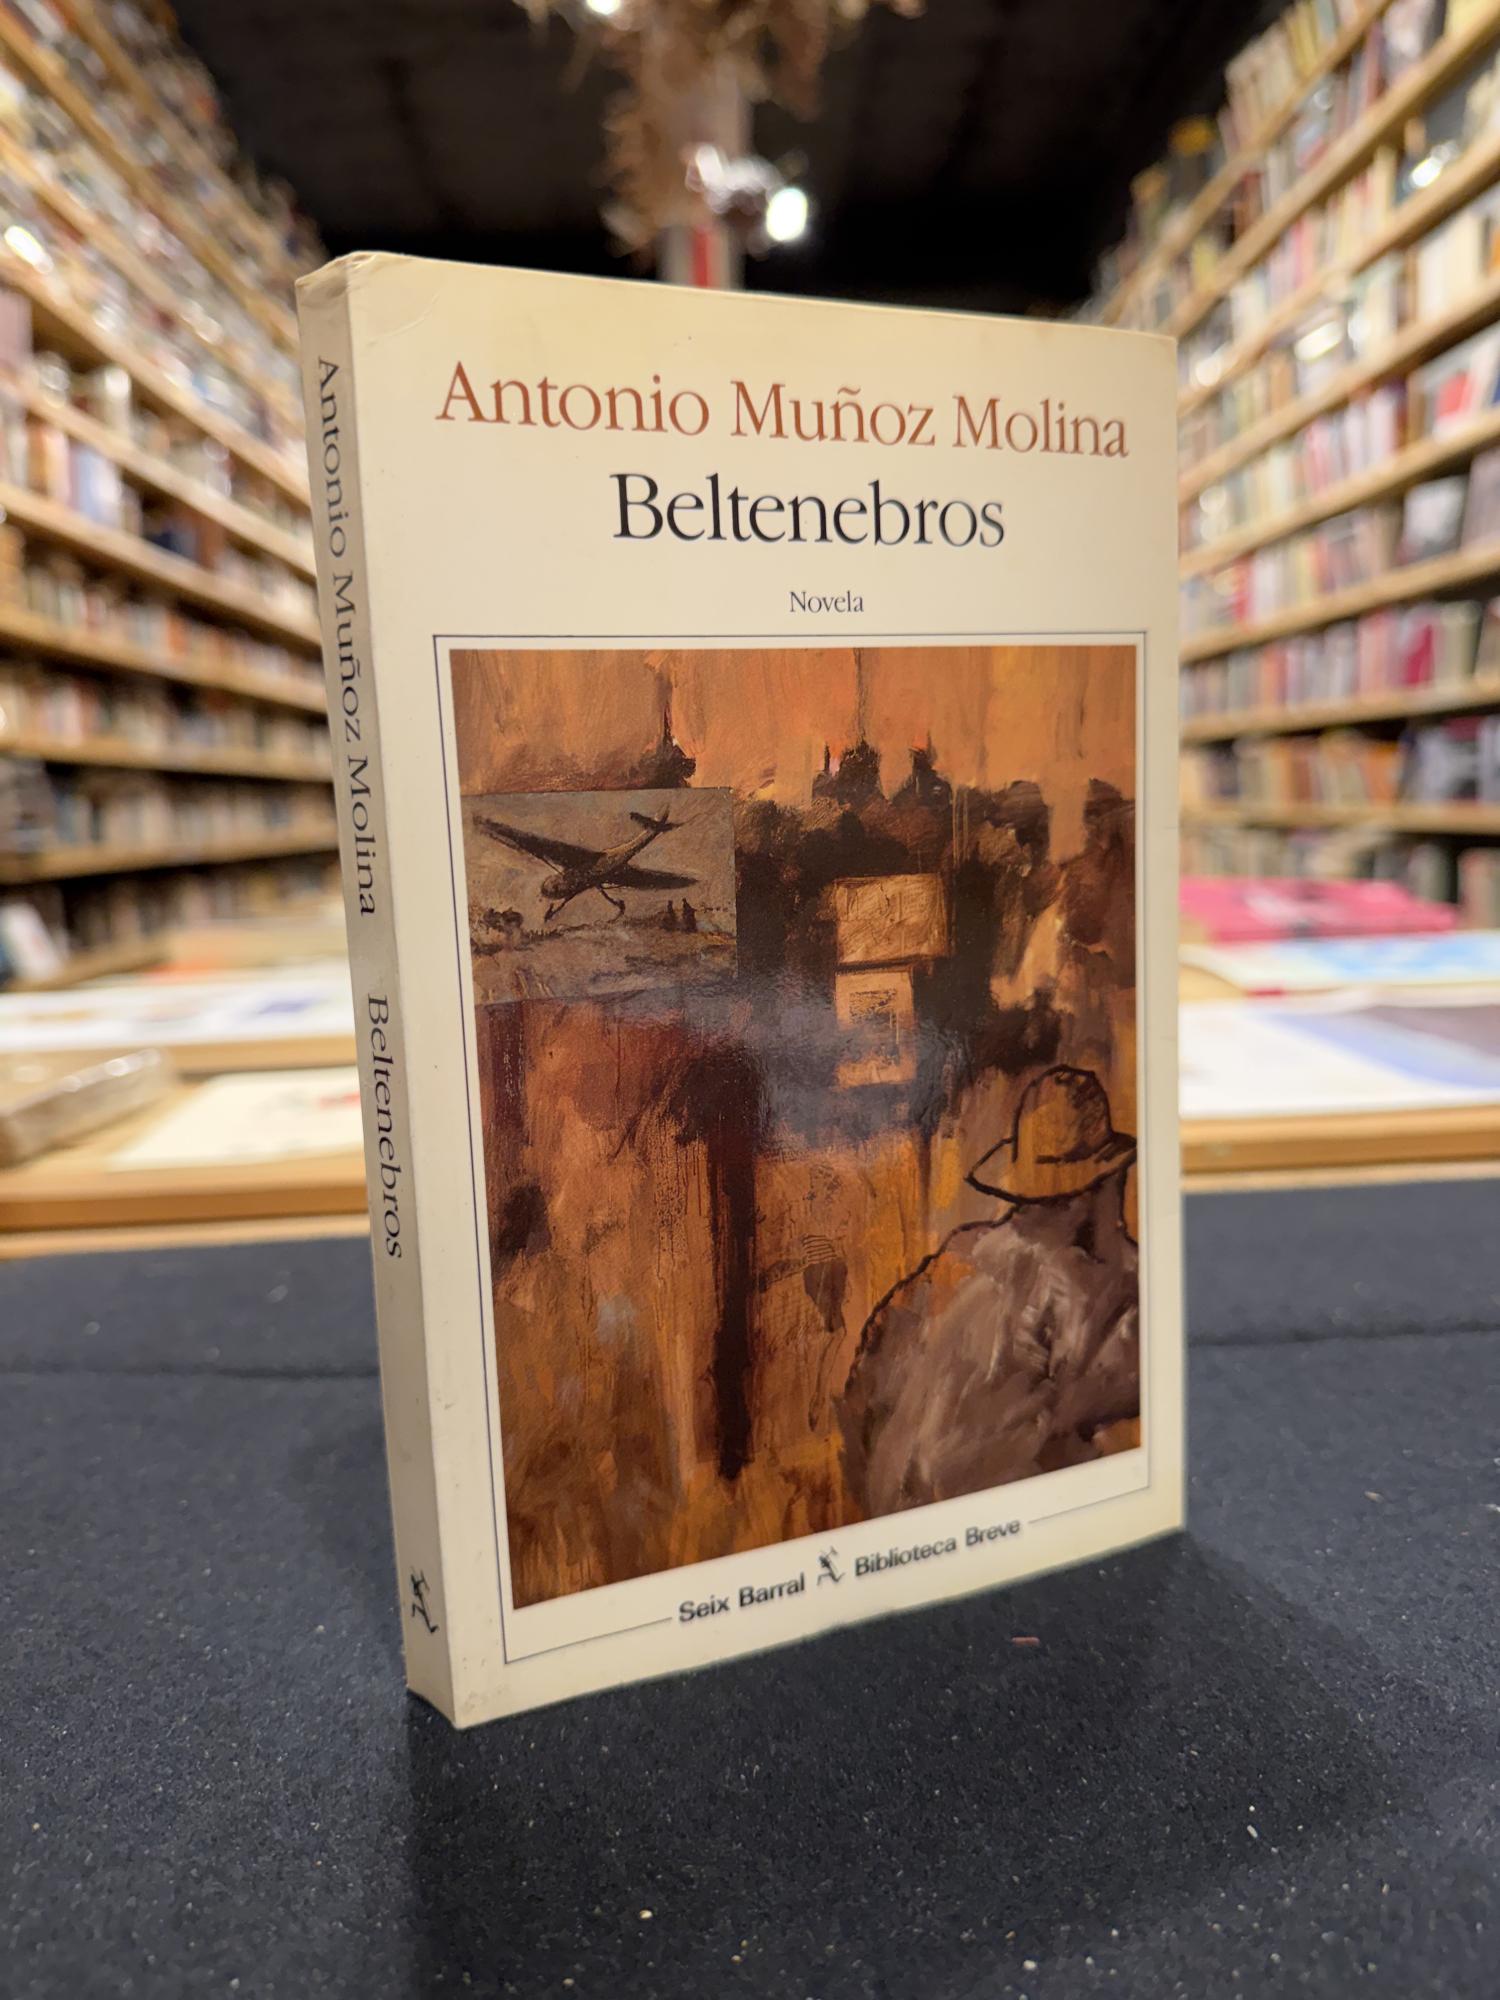 Antonio Muñoz Molina
Beltenebros
Novela
Seix Barral Biblioteca Breve
Antonio Muñoz Molina Beltenebros